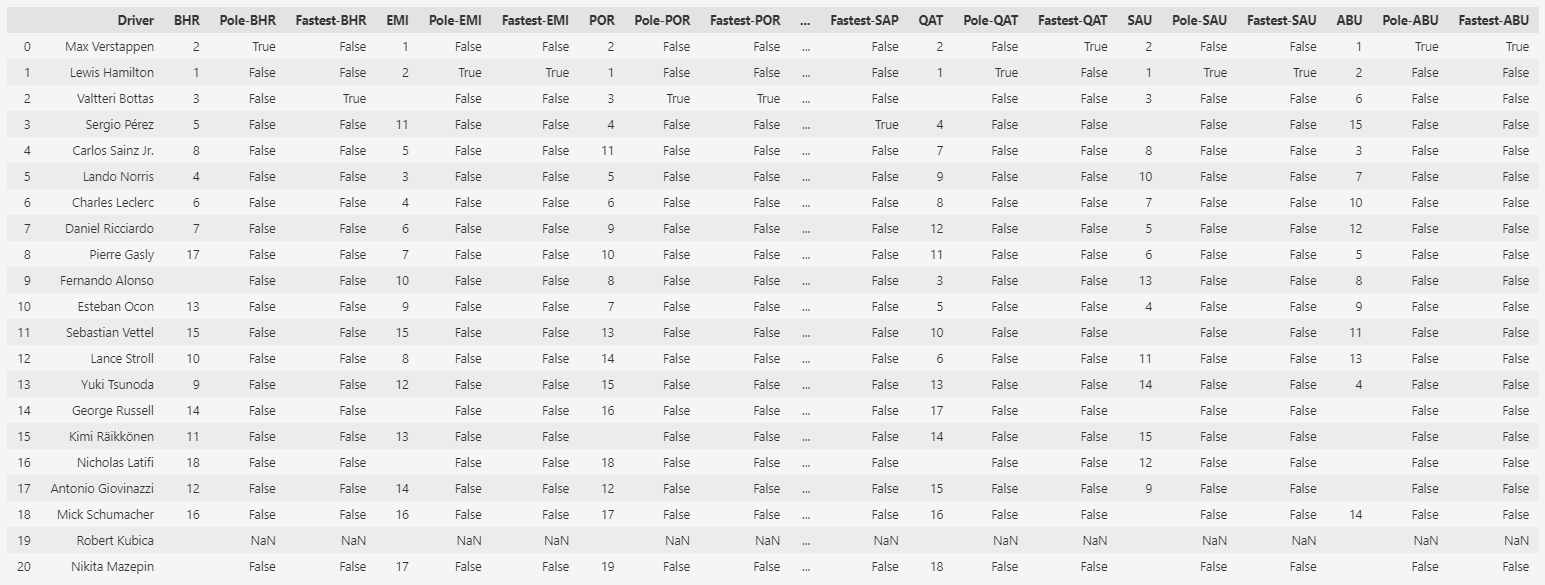 Driver BHR Pole-BHR Fastest-BHR EMI Pole-EMI Fastest-EMI POR Pole-POR Fastest-POR ... Fastest-SAP QAT Pole-QAT Fastest-QAT SAU Pole-SAU Fastest-SAU ABU Pole-ABU Fastest-ABU
0 Max Verstappen 2 True False 1 False False 2 False False ... False 2 False True 2 False False 1 True True
1 Lewis Hamilton 1 False False 2 True True 1 False False ... False 1 True False 1 True True 2 False False
2 Valtteri Bottas 3 False True False False 3 True True ... False False False 3 False False 6 False False
3 Sergio Pérez 5 False False 11 False False 4 False False ... True 4 False False False False 15 False False
4 Carlos Sainz Jr. 8 False False 5 False False 11 False False ... False 7 False False 8 False False 3 False False
5 Lando Norris 4 False False 3 False False 5 False False ... False 9 False False 10 False False 7 False False
6 Charles Leclerc 6 False False 4 False False 6 False False ... False 8 False False 7 False False 10 False False
7 Daniel Ricciardo 7 False False 6 False False 9 False False ... False 12 False False 5 False False 12 False False
8 Pierre Gasly 17 False False 7 False False 10 False False ... False 11 False False 6 False False 5 False False
9 Fernando Alonso False False 10 False False 8 False False ... False 3 False False 13 False False 8 False False
10 Esteban Ocon 13 False False 9 False False 7 False False ... False 5 False False 4 False False 9 False False
11 Sebastian Vettel 15 False False 15 False False 13 False False ... False 10 False False False False 11 False False
12 Lance Stroll 10 False False 8 False False 14 False False ... False 6 False False 11 False False 13 False False
13 Yuki Tsunoda 9 False False 12 False False 15 False False ... False 13 False False 14 False False 4 False False
14 George Russell 14 False False False False 16 False False ... False 17 False False False False False False
15 Kimi Räikkönen 11 False False 13 False False False False ... False 14 False False 15 False False False False
16 Nicholas Latifi 18 False False False False 18 False False ... False False False 12 False False False False
17 Antonio Giovinazzi 12 False False 14 False False 12 False False ... False 15 False False 9 False False False False
18 Mick Schumacher 16 False False 16 False False 17 False False ... False 16 False False False False 14 False False
19 Robert Kubica NaN NaN NaN NaN NaN NaN ... NaN NaN NaN NaN NaN NaN NaN
20 Nikita Mazepin False False 17 False False 19 False False ... False 18 False False False False False False